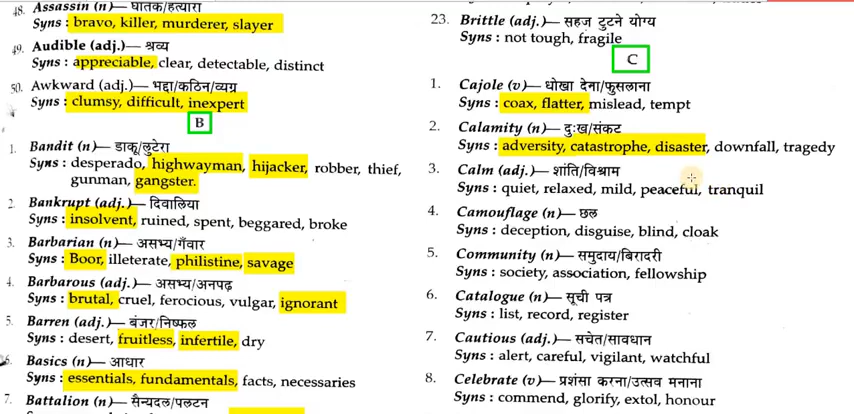 48. Assassin (n)— घातक/हत्यारा
Syns : bravo, killer, murderer, slayer
49. Audible (adj.)— श्रव्य
Syns : appreciable, clear, detectable, distinct
50. Awkward (adj.)— भद्दा/कठिन/व्यग्र
Syns : clumsy, difficult, inexpert
B
1. Bandit (n)— डाकू/लुटेरा
Syns : desperado, highwayman, hijacker, robber, thief,
gunman, gangster.
2. Bankrupt (adj.)— दिवालिया
Syns : insolvent, ruined, spent, beggared, broke
3. Barbarian (n)— असभ्य/गँवार
Syns : Boor, illeterate, philistine, savage
4. Barbarous (adj.)— असभ्य/अनपढ़
Syns : brutal, cruel, ferocious, vulgar, ignorant
5. Barren (adj.)— बंजर/निष्फल
Syns : desert, fruitless, infertile, dry
6. Basics (n)— आधार
Syns : essentials, fundamentals, facts, necessaries
7. Battalion (n)— सैन्यदल/पलटन
23. Brittle (adj.)— सहज टुटने योग्य
Syns : not tough, fragile
C
1. Cajole (v)— धोखा देना/फुसलाना
Syns : coax, flatter, mislead, tempt
2. Calamity (n)— दुःख/संकट
Syns : adversity, catastrophe, disaster, downfall, tragedy
3. Calm (adj.)— शांति/विश्राम
Syns : quiet, relaxed, mild, peaceful, tranquil
4. Camouflage (n)— छल
Syns : deception, disguise, blind, cloak
5. Community (n)— समुदाय/बिरादरी
Syns : society, association, fellowship
6. Catalogue (n)— सूची पत्र
Syns : list, record, register
7. Cautious (adj.)— सचेत/सावधान
Syns : alert, careful, vigilant, watchful
8. Celebrate (v)— प्रशंसा करना/उत्सव मनाना
Syns : commend, glorify, extol, honour